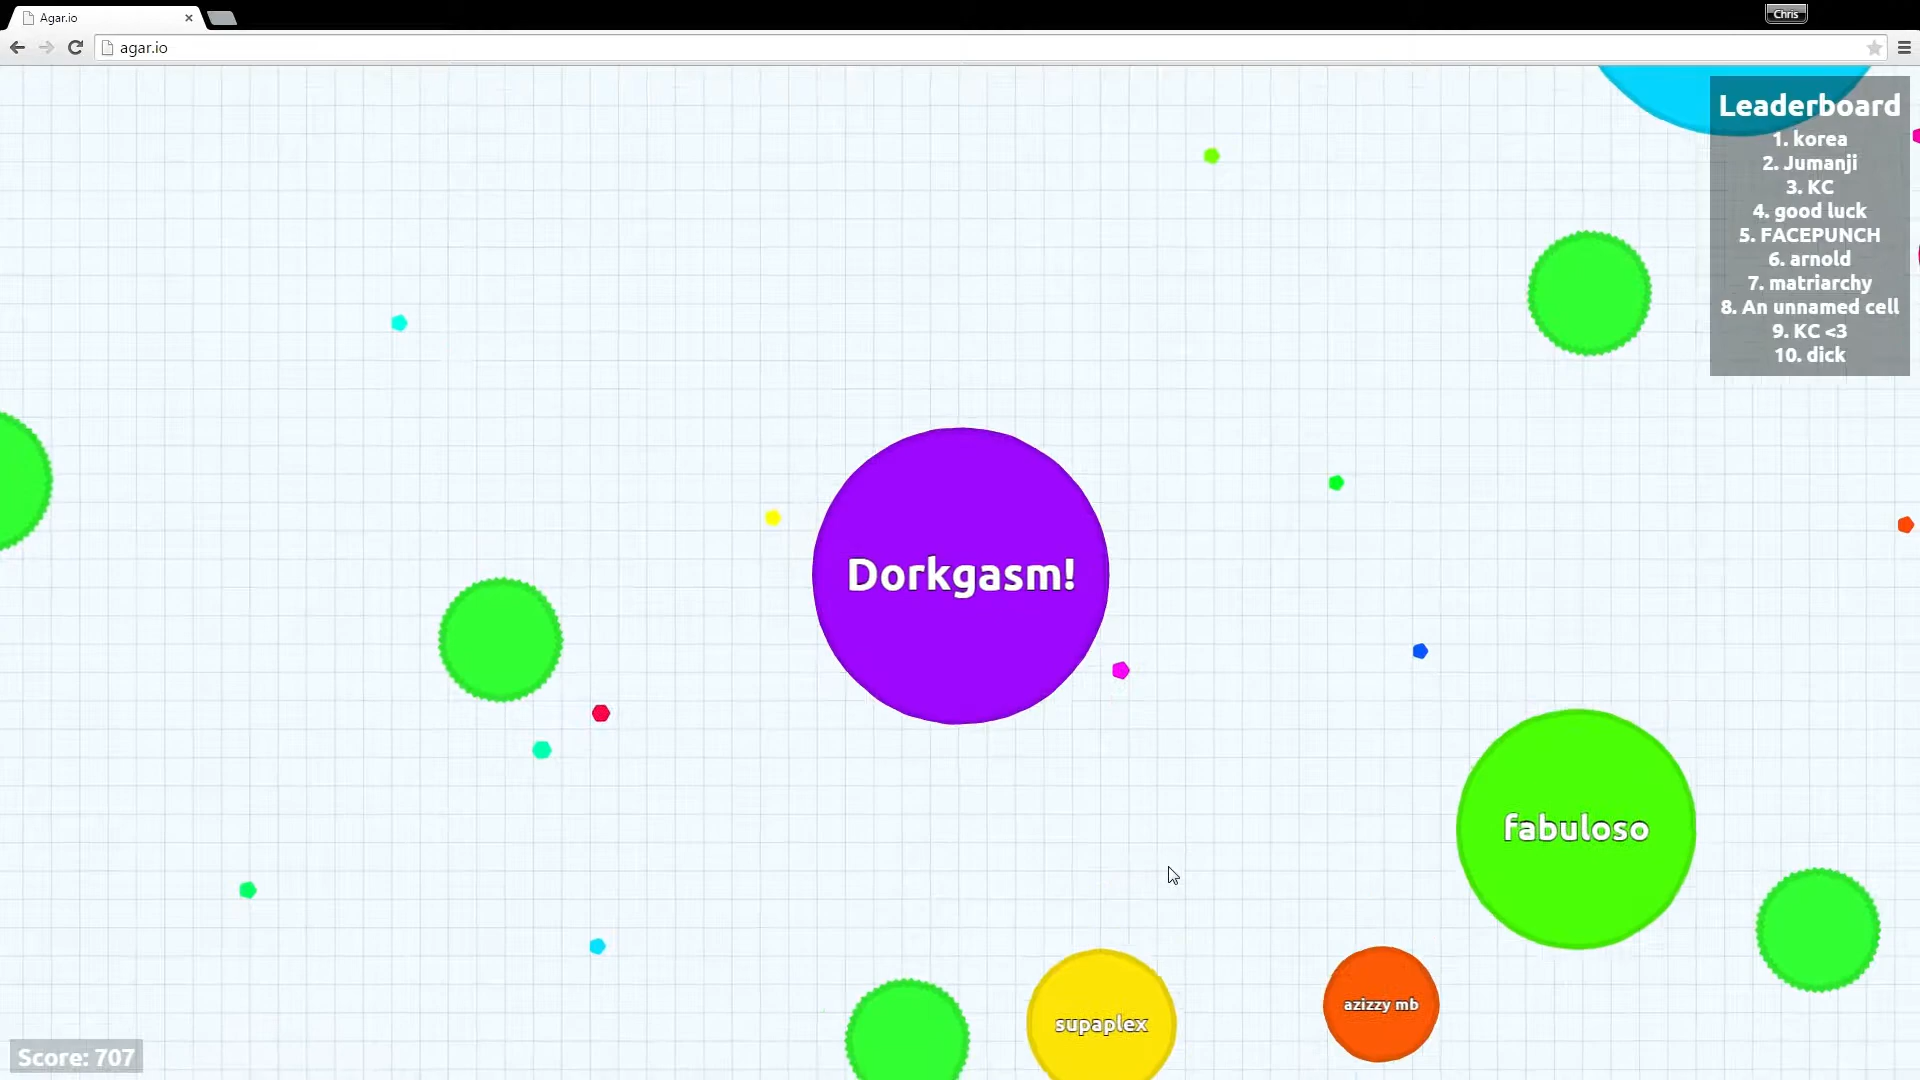 Agar.io
Chris
agar.io
Leaderboard
1. korea
2. Jumanji
3. KC
4. good luck
5. FACEPUNCH
6. arnold
7. matriarchy
8. An unnamed cell
9. KC <3
10. dick
Dorkgasm!
fabuloso
azizzy mb
supaplex
Score: 707